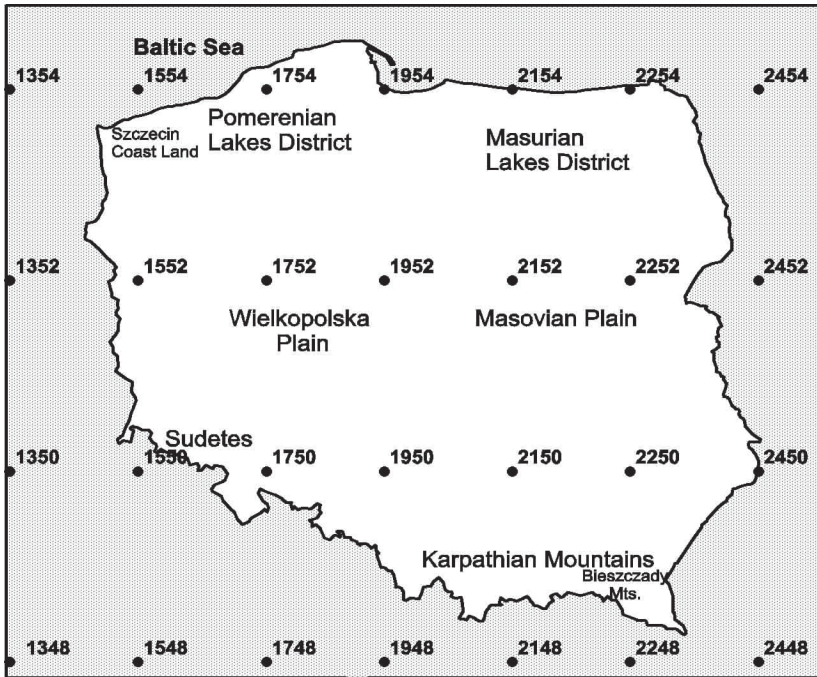 Baltic Sea
1354 1554 1754 1954 2154 2254 2454
Pomerenian
Lakes District
Szczecin
Coast Land
Masurian
Lakes District
1352 1552 1752 1952 2152 2252 2452
Wielkopolska
Plain
Masovian Plain
Sudetes
1350 1550 1750 1950 2150 2250 2450
Karpathian Mountains
Bieszczady
Mts.
1348 1548 1748 1948 2148 2248 2448